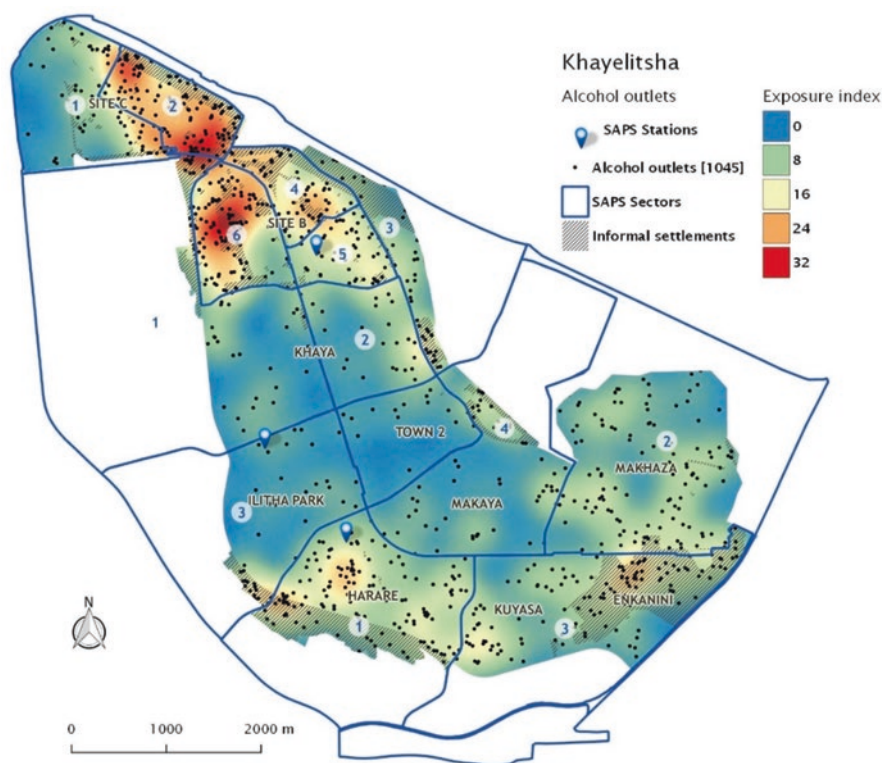 Khayelitsha
Alcohol outlets
SAPS Stations
Alcohol outlets [1045]
SAPS Sectors
Informal settlements
Exposure index
0
8
16
24
32
1
SITE C
2
4
SITE B
3
6
5
1
2
KHAYA
4
TOWN 2
2
MAKHAZA
ILITHA PARK
MAKAYA
3
HARARE
KUYASA
ENKANINI
1
3
N
0 1000 2000 m